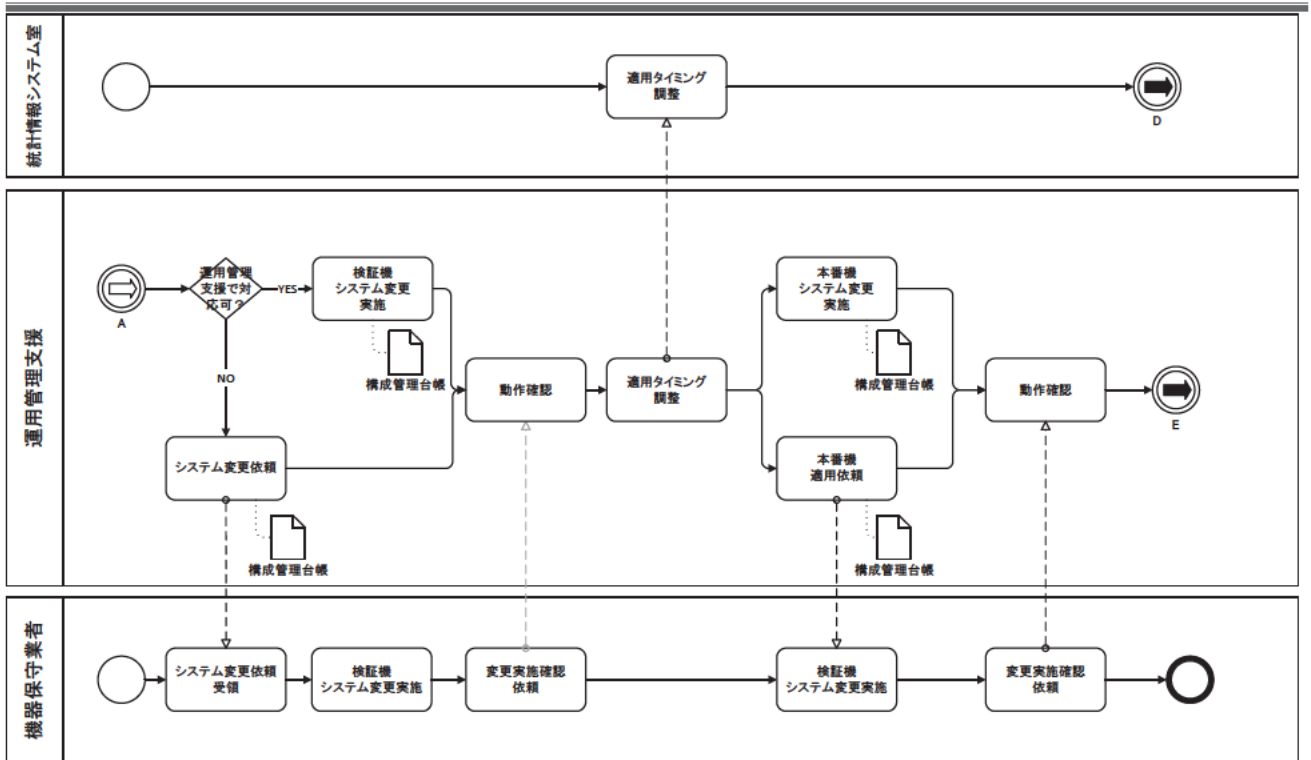 統計情報システム室
適用タイミング
調整
D
運用管理支援
A
運用管理
支援で対
応可?
YES
検証機
システム変更
実施
構成管理台帳
NO
システム変更依頼
構成管理台帳
動作確認
適用タイミング
調整
本番機
システム変更
実施
構成管理台帳
本番機
適用依頼
構成管理台帳
動作確認
E
機器保守業者
システム変更依頼
受領
検証機
システム変更実施
変更実施確認
依頼
検証機
システム変更実施
変更実施確認
依頼